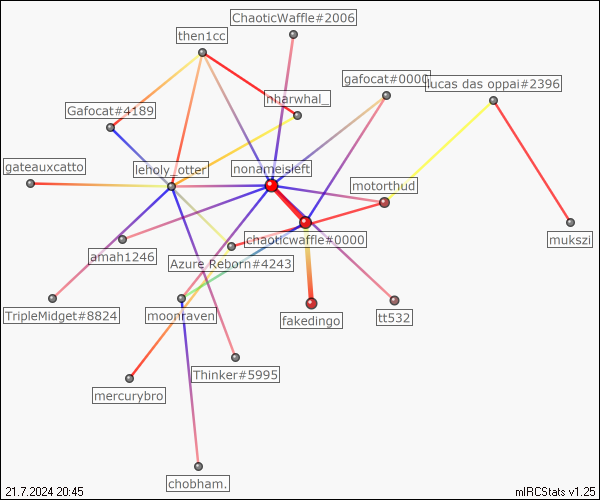 ChaoticWaffle#2006
then1cc
gafocat#0000
lucas das oppai#2396
nharwhal_
Gafocat#4189
gateauxcatto
leholy_otter
nonameisleft
motorthud
chaoticwaffle#0000
mukszi
amah1246
Azure Reborn#4243
TripleMidget#8824
moonraven
fakedingo
tt532
Thinker#5995
mercurybro
chobham.
21.7.2024 20:45
mIRCStats v1.25